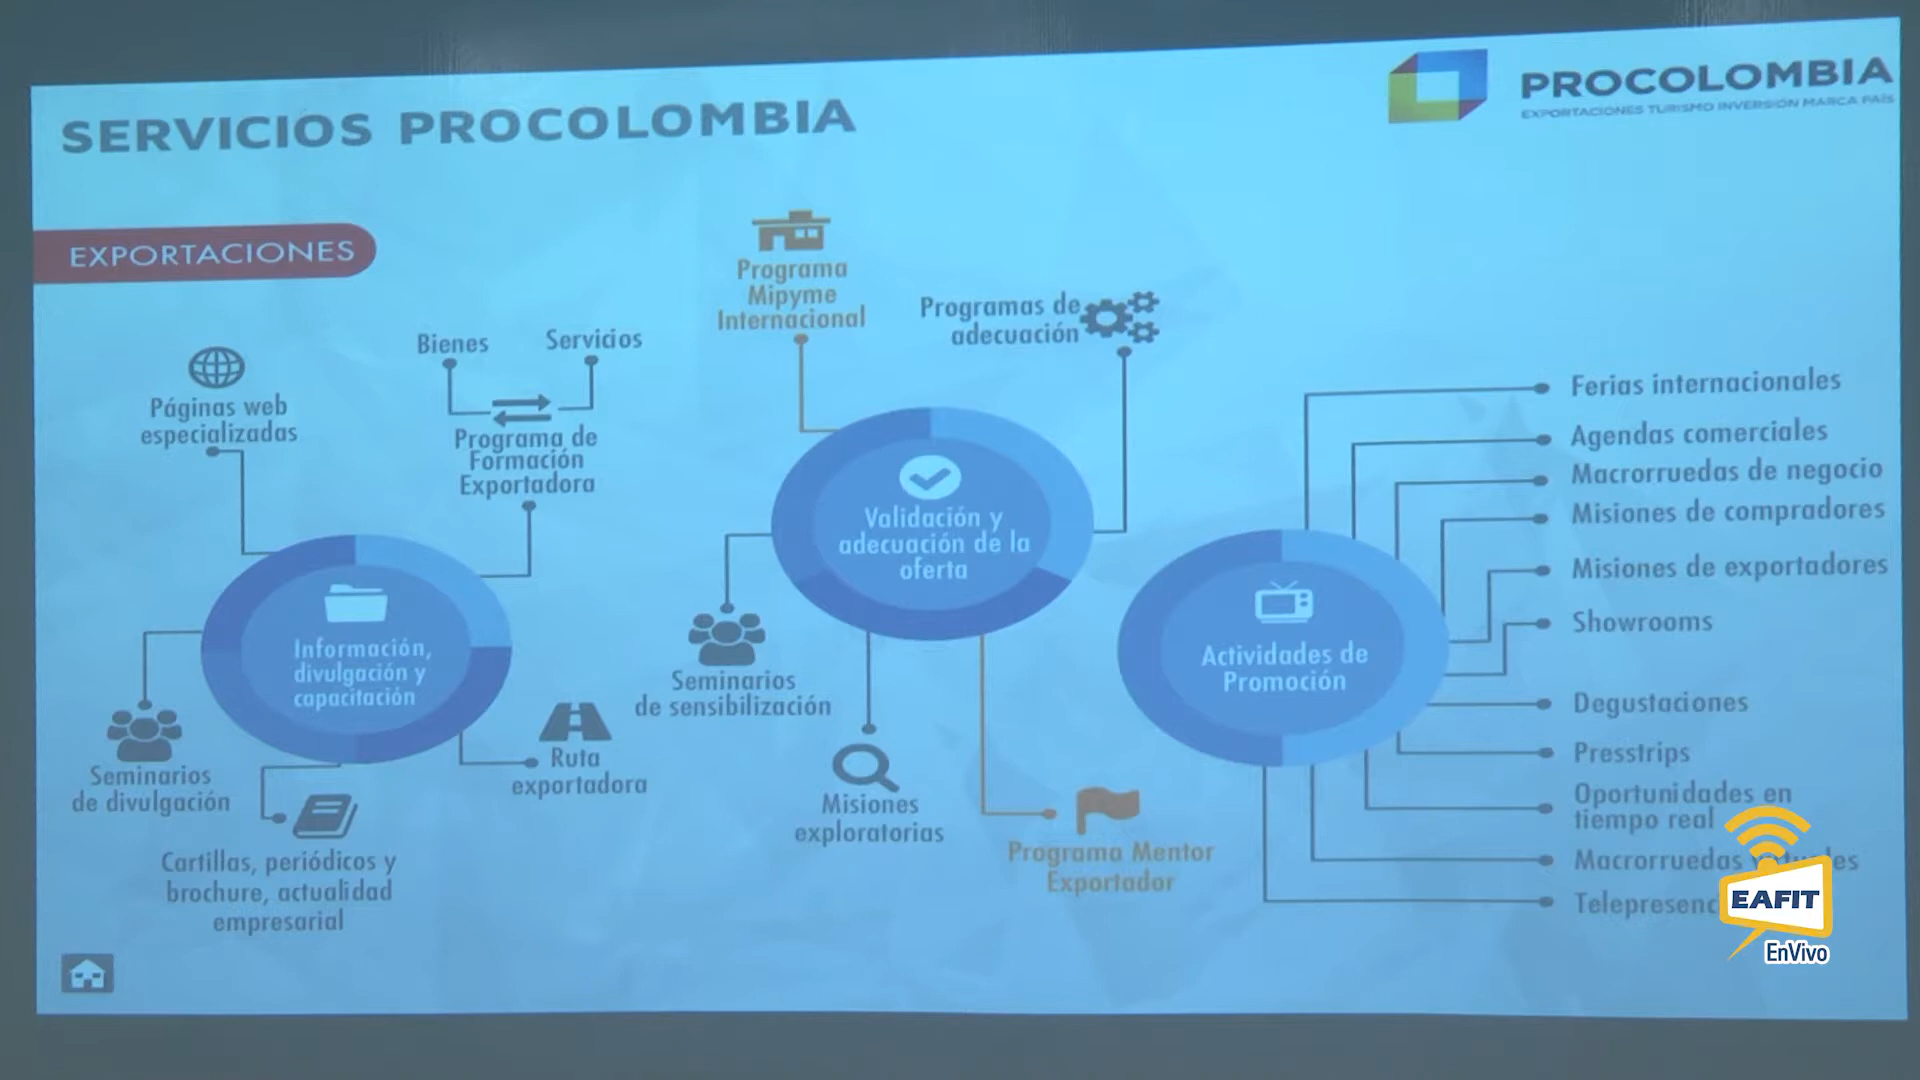 SERVICIOS PROCOLOMBIA
PROCOLOMBIA
EXPORTACIONES TURISMO INVERSIÓN MARCA PAÍS
EXPORTACIONES
Páginas web
especializadas
Bienes
Servicios
Programa de
Formación
Exportadora
Información,
divulgación y
capacitación
Seminarios
de divulgación
Cartillas, periódicos y
brochure, actualidad
empresarial
Ruta
exportadora
Programa
Mipyme
Internacional
Programas de
adecuación
Validación y
adecuación de la
oferta
Seminarios
de sensibilización
Misiones
exploratorias
Programa Mentor
Exportador
Actividades de
Promoción
Ferias internacionales
Agendas comerciales
Macrorruedas de negocio
Misiones de compradores
Misiones de exportadores
Showrooms
Degustaciones
Presstrips
Oportunidades en
tiempo real
Macrorruedas
EAFIT
EnVivo